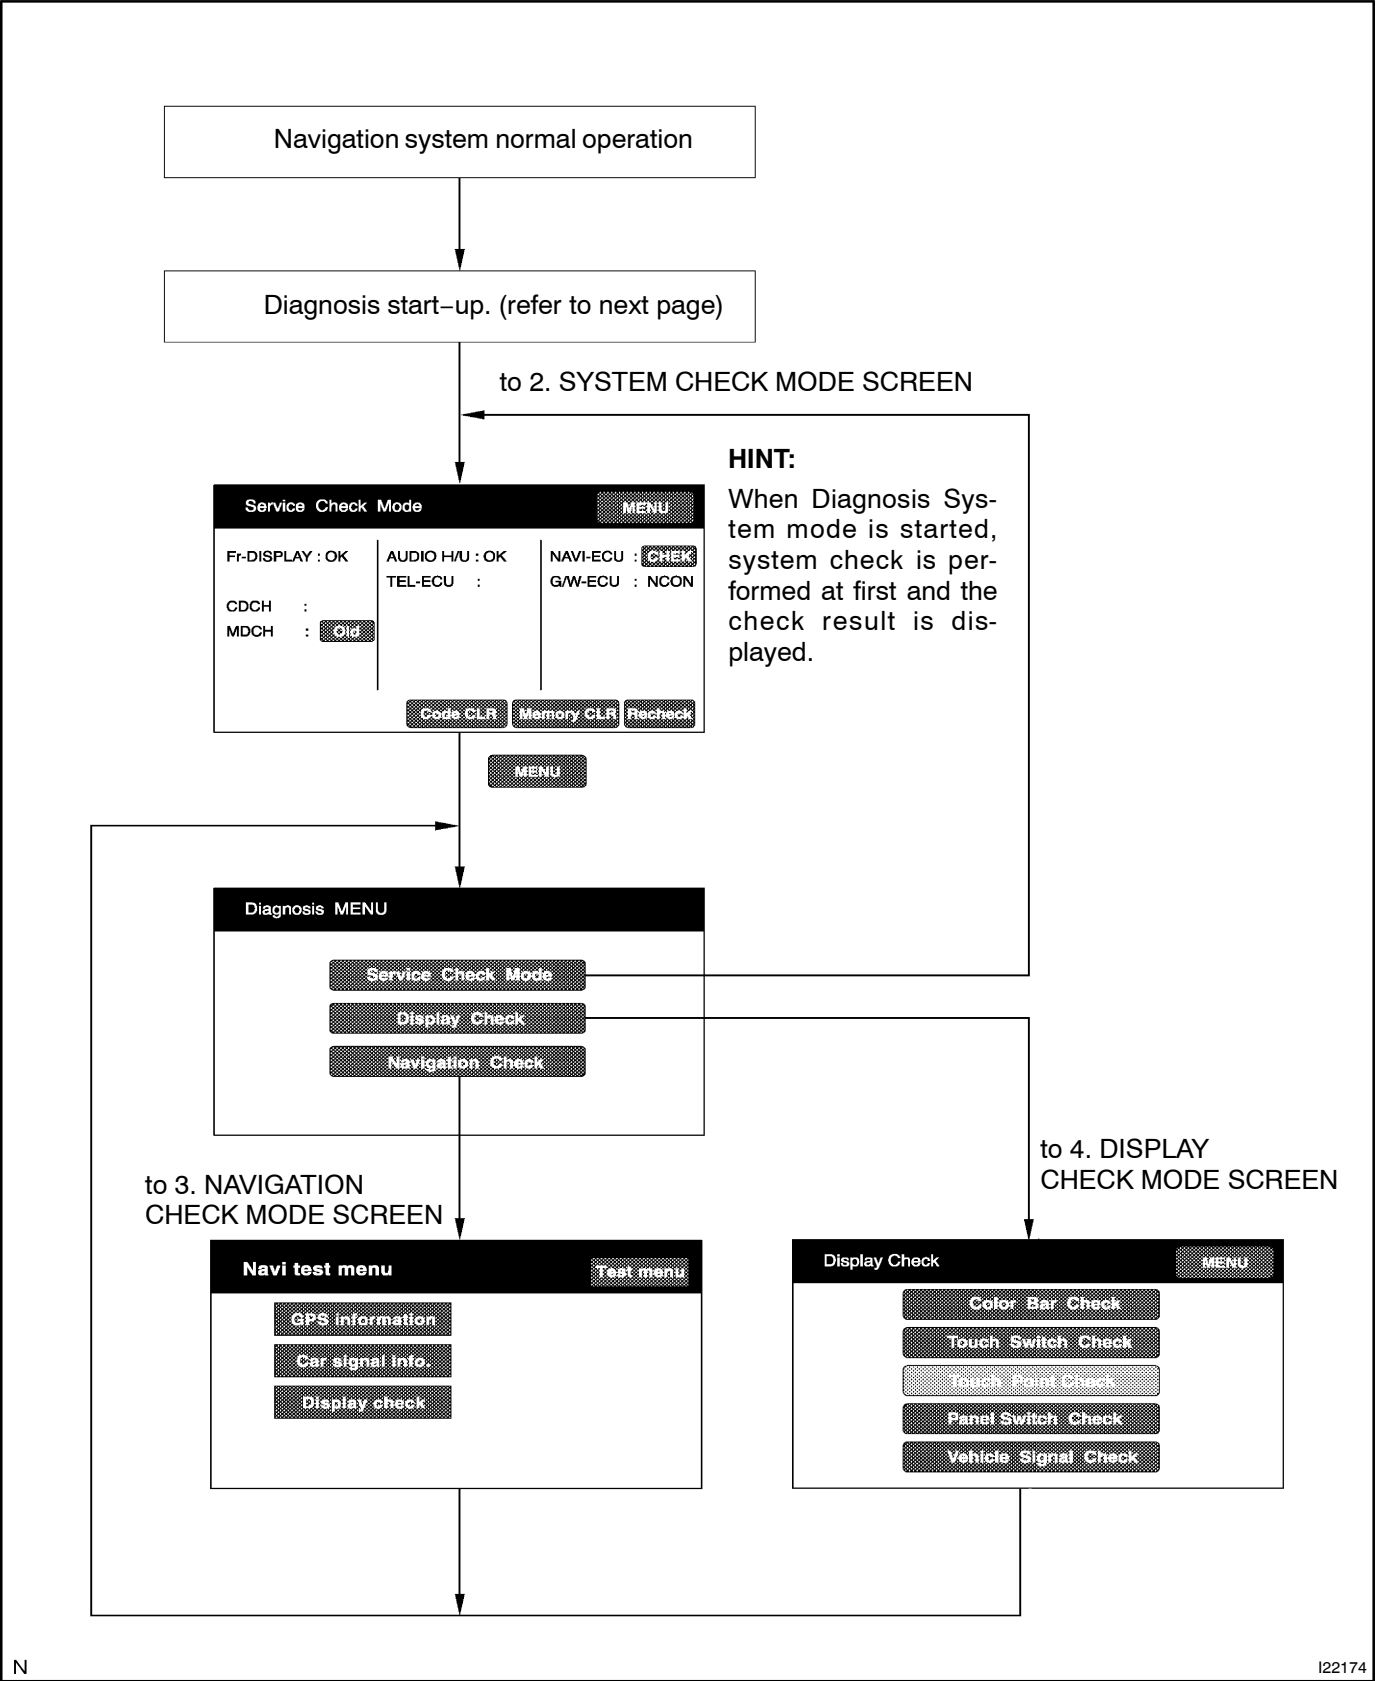 Navigation system normal operation
Diagnosis start−up. (refer to next page)
to 2. SYSTEM CHECK MODE SCREEN
HINT:
When Diagnosis Sys-
tem mode is started,
system check is per-
formed at first and the
check result is dis-
played.
Service Check Mode MENU
Fr-DISPLAY : OK AUDIO H/U : OK NAVI-ECU : CHEK
TEL-ECU : G/W-ECU : NCON
CDCH :
MDCH : Old
Code CLR Memory CLR Recheck
MENU
Diagnosis MENU
Service Check Mode
Display Check
Navigation Check
to 3. NAVIGATION
CHECK MODE SCREEN
to 4. DISPLAY
CHECK MODE SCREEN
Navi test menu Test menu
GPS information
Car signal info.
Display check
Display Check MENU
Color Bar Check
Touch Switch Check
Touch Point Check
Panel Switch Check
Vehicle Signal Check
N I22174